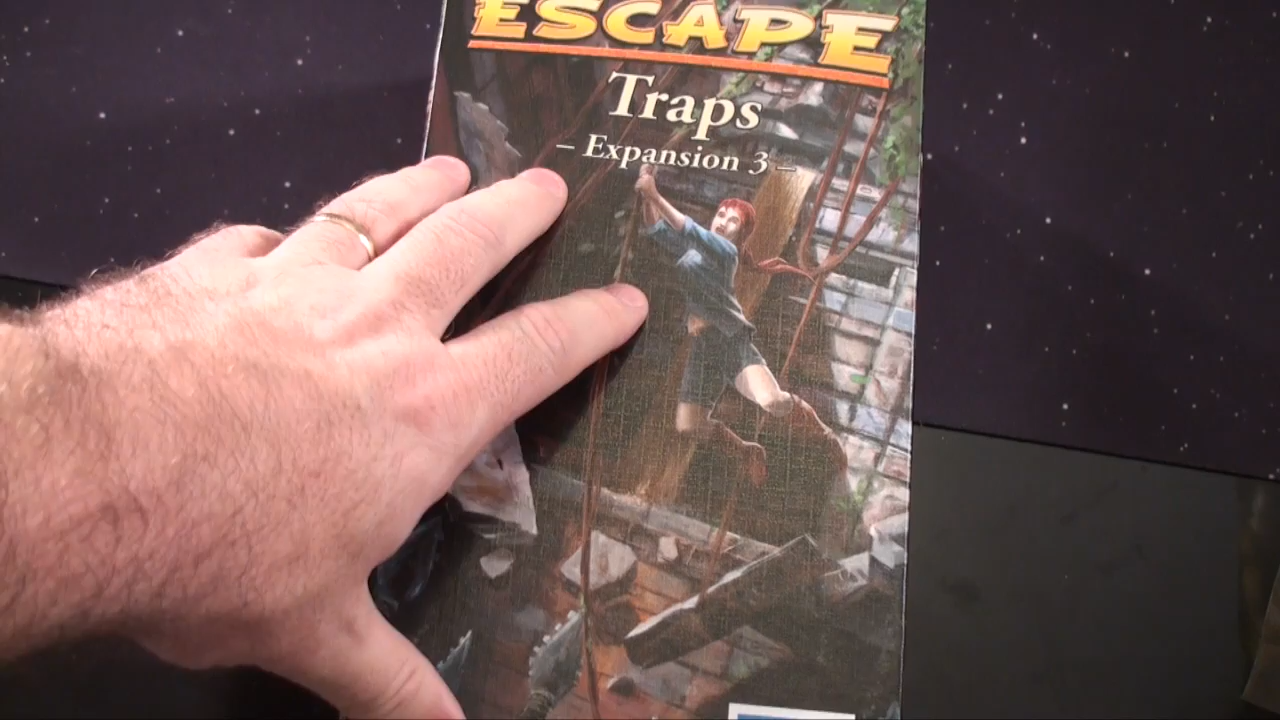 ESCAPE
Traps
– Expansion 3 –